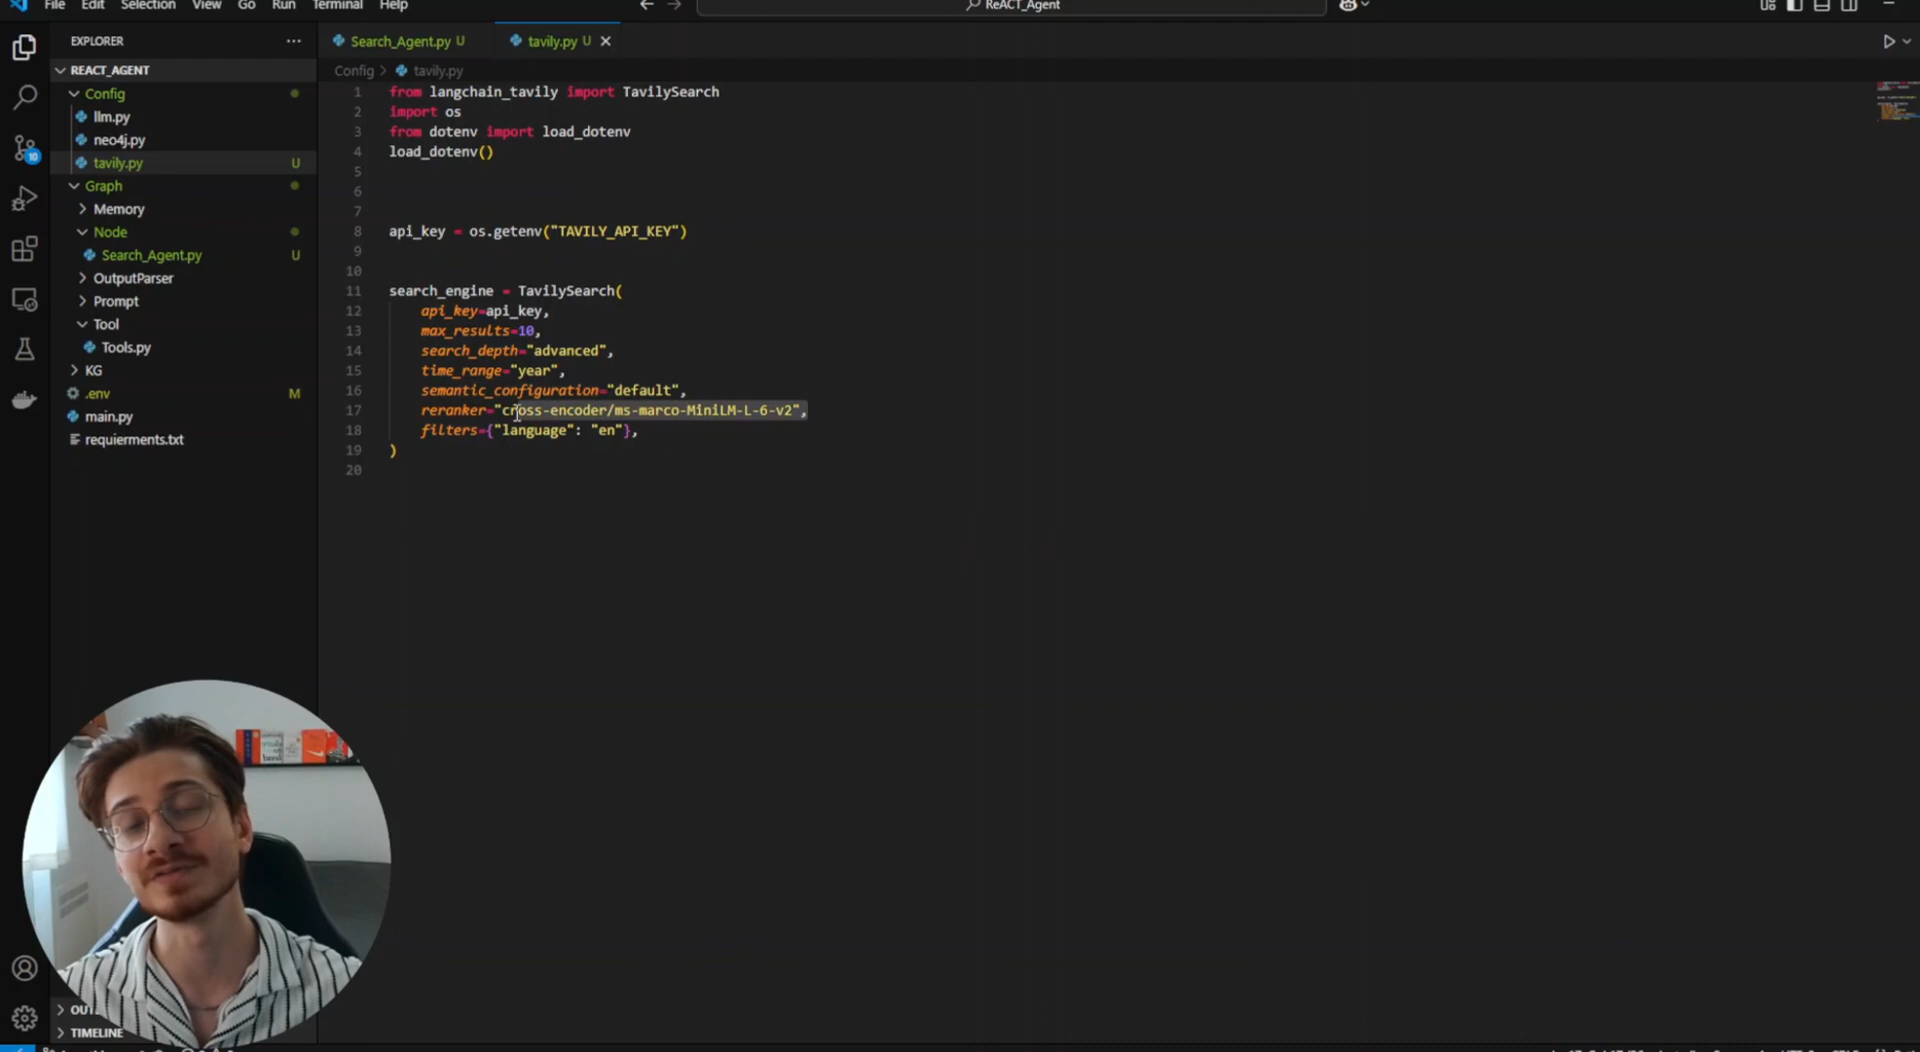 File Edit Selection View Go Run Terminal Help
ReACT_Agent
EXPLORER
REACT_AGENT
Config
llm.py
neo4j.py
tavily.py U
Graph
Memory
Node
Search_Agent.py U
OutputParser
Prompt
Tool
Tools.py
KG
.env M
main.py
requierments.txt
TIMELINE
10
Search_Agent.py U
tavily.py U
Config > tavily.py
1 from langchain_tavily import TavilySearch
2 import os
3 from dotenv import load_dotenv
4 load_dotenv()
5
6
7
8 api_key = os.getenv("TAVILY_API_KEY")
9
10
11 search_engine = TavilySearch(
12 api_key=api_key,
13 max_results=10,
14 search_depth="advanced",
15 time_range="year",
16 semantic_configuration="default",
17 reranker="cross-encoder/ms-marco-MiniLM-L-6-v2",
18 filters={"language": "en"},
19 )
20